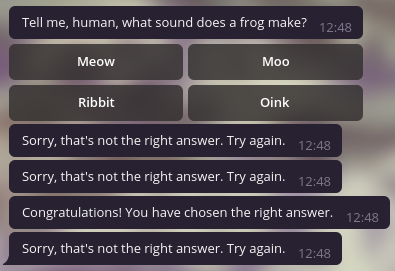 Tell me, human, what sound does a frog make? 12:48
Meow Moo
Ribbit Oink
Sorry, that's not the right answer. Try again. 12:48
Sorry, that's not the right answer. Try again. 12:48
Congratulations! You have chosen the right answer. 12:48
Sorry, that's not the right answer. Try again. 12:48